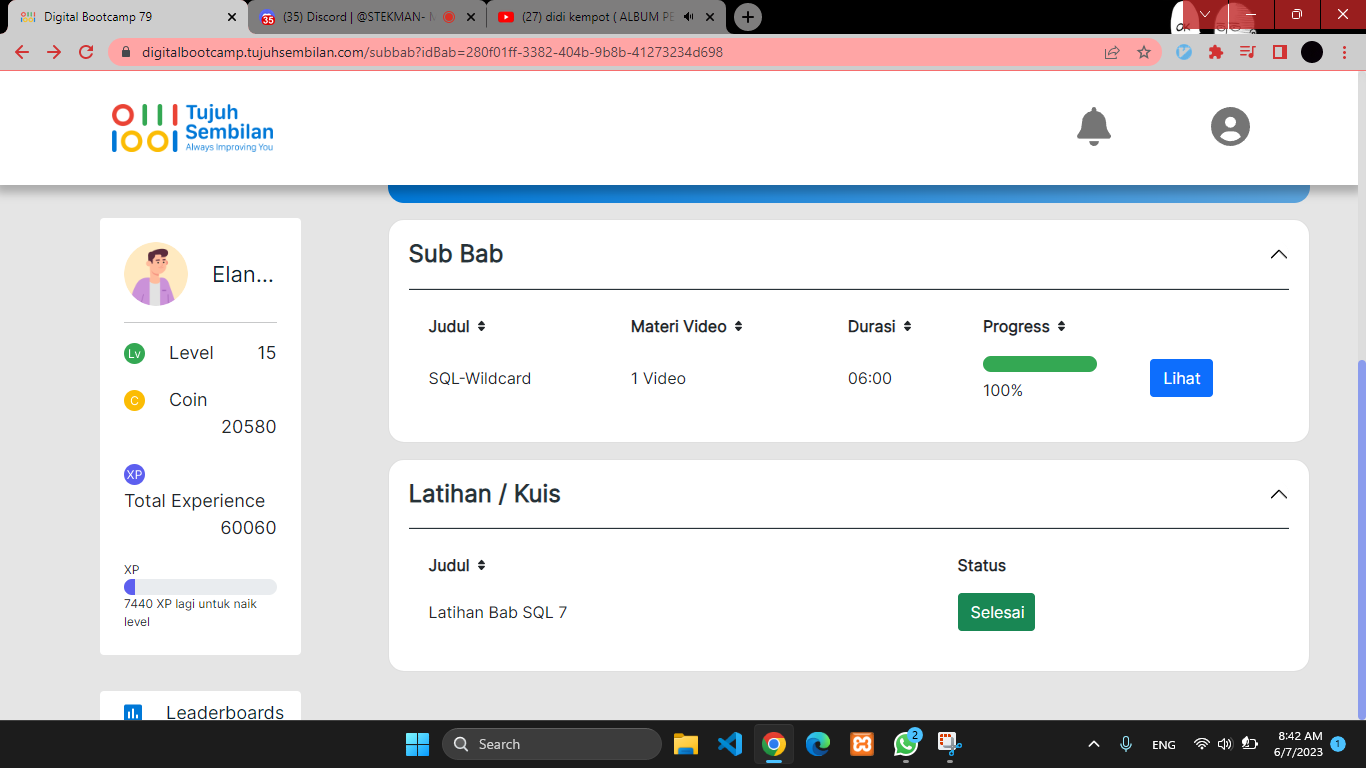 Digital Bootcamp 79
(35) Discord | @STEKMAN-
(27) didi kempot ( ALBUM PE
digitalbootcamp.tujuhsembilan.com/subbab?idBab=280f01ff-3382-404b-9b8b-41273234d698
Tujuh
Sembilan
Always Improving You
Elan...
Lv Level 15
C Coin
20580
XP
Total Experience
60060
XP
7440 XP lagi untuk naik
level
Leaderboards
Sub Bab
Judul Materi Video Durasi Progress
SQL-Wildcard 1 Video 06:00 100% Lihat
Latihan / Kuis
Judul Status
Latihan Bab SQL 7 Selesai
Search
2
ENG
8:42 AM
6/7/2023
1